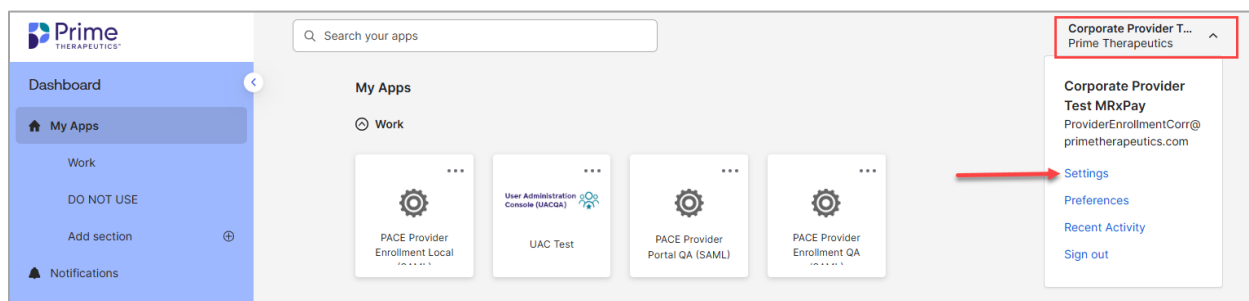 Prime
THERAPEUTICS
Search your apps
Corporate Provider T...
Prime Therapeutics
Dashboard
My Apps
Work
DO NOT USE
Add section
Notifications
My Apps
Work
PACE Provider
Enrollment Local
User Administration
Console (UACQA)
UAC Test
PACE Provider
Portal QA (SAML)
PACE Provider
Enrollment QA
Corporate Provider
Test MRxPay
ProviderEnrollmentCorr@
primetherapeutics.com
Settings
Preferences
Recent Activity
Sign out